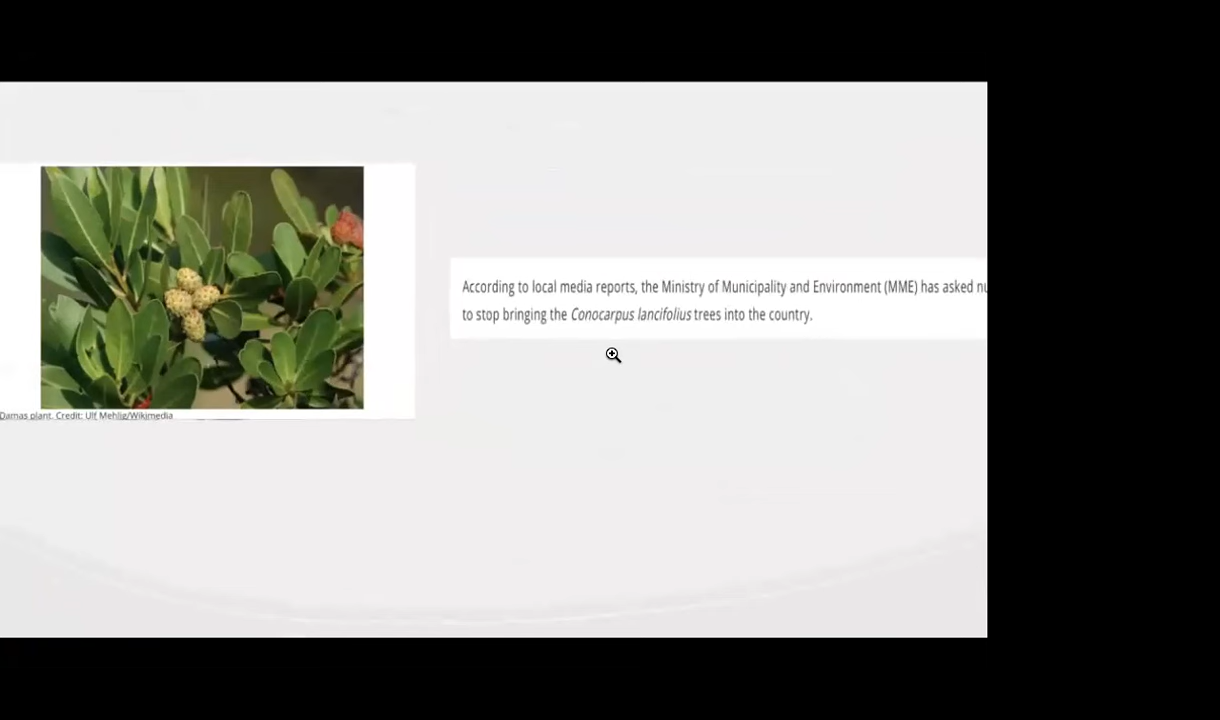 According to local media reports, the Ministry of Municipality and Environment (MME) has asked
to stop bringing the Conocarpus lancifolius trees into the country.
Damas plant. Credit: Ulf Mehlig/Wikimedia